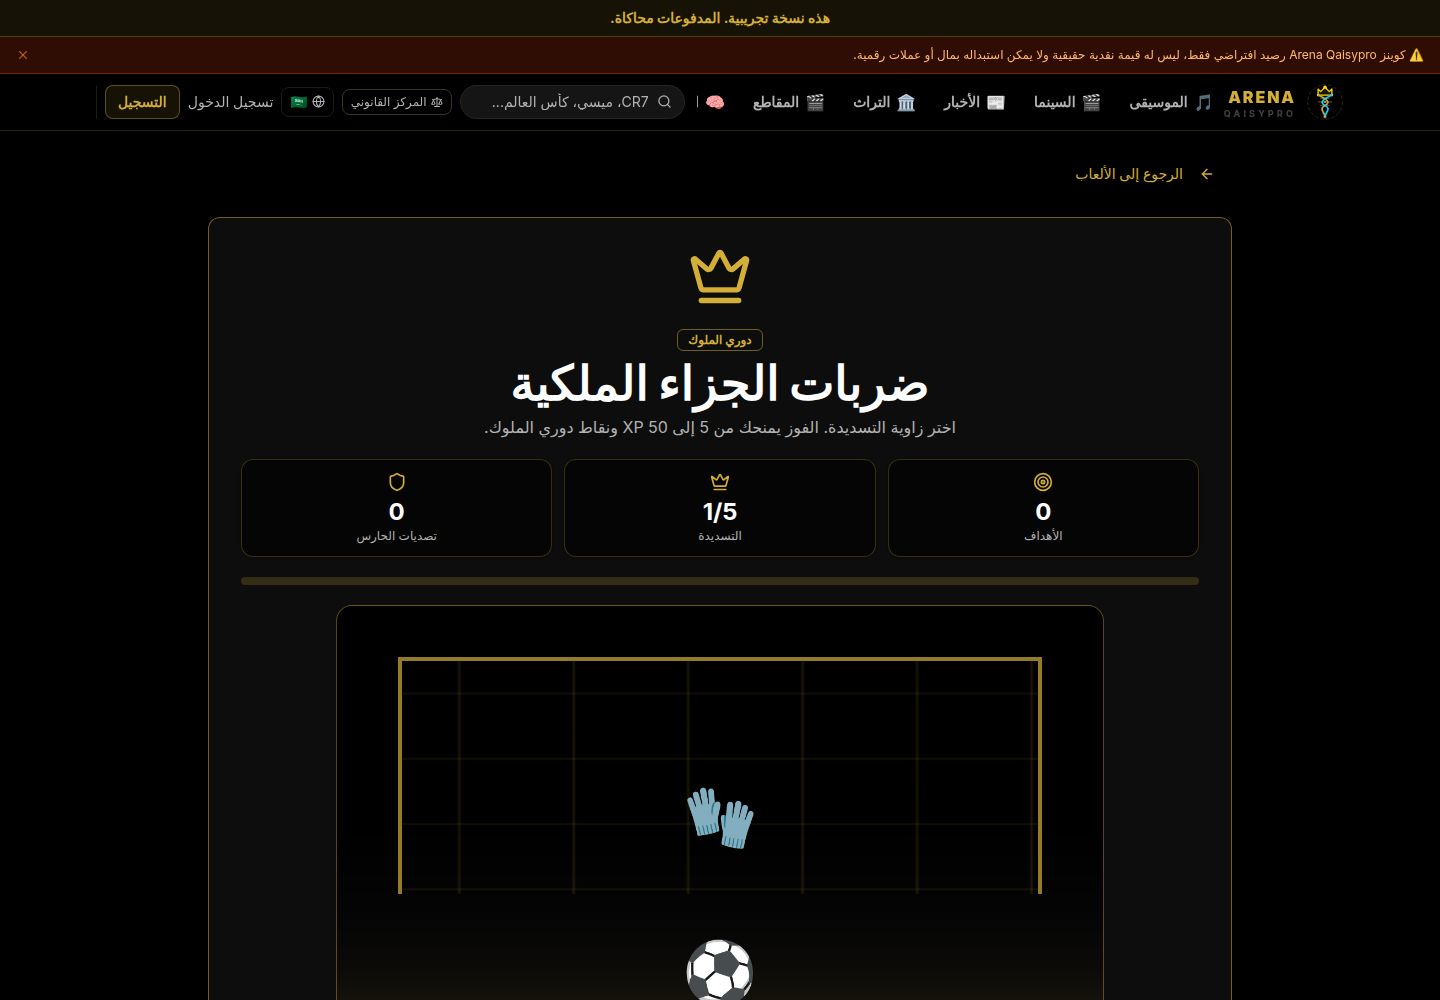 هذه نسخة تجريبية. المدفوعات محاكاة.
⚠️ كوينز Arena Qaisypro رصيد افتراضي فقط، ليس له قيمة نقدية حقيقية ولا يمكن استبداله بمال أو عملات رقمية.
ARENA
QAISYPRO
الموسيقى
السينما
الأخبار
التراث
المقاطع
CR7، ميسي، كأس العالم...
المركز القانوني
تسجيل الدخول
التسجيل
الرجوع إلى الألعاب
دوري الملوك
ضربات الجزاء الملكية
اختر زاوية التسديدة. الفوز يمنحك من 5 إلى 50 XP ونقاط دوري الملوك.
0
الأهداف
1/5
التسديدة
0
تصديات الحارس